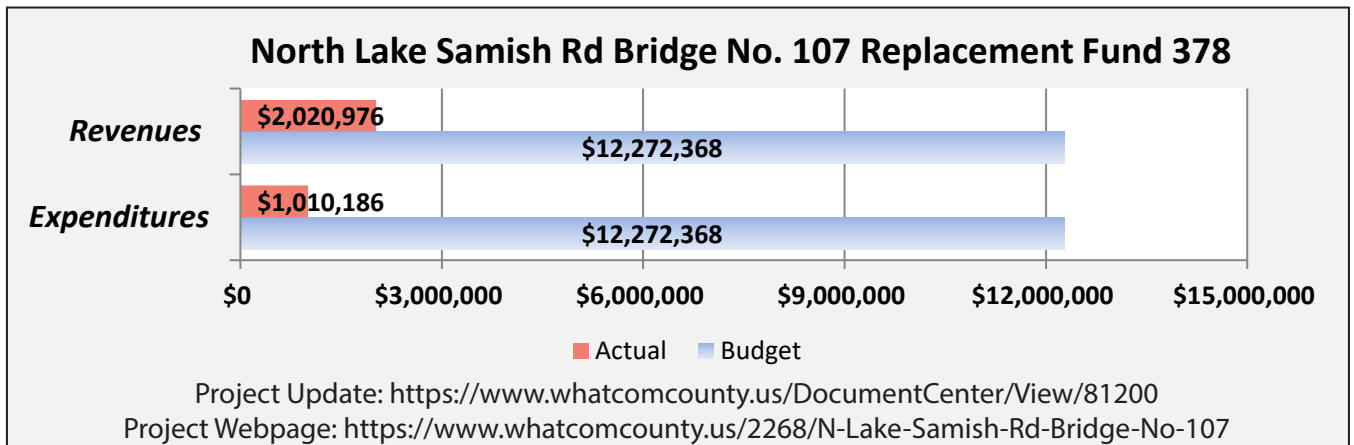 North Lake Samish Rd Bridge No. 107 Replacement Fund 378
Revenues
$2,020,976
$12,272,368
Expenditures
$1,010,186
$12,272,368
$0 $3,000,000 $6,000,000 $9,000,000 $12,000,000 $15,000,000
Actual Budget
Project Update: https://www.whatcomcounty.us/DocumentCenter/View/81200
Project Webpage: https://www.whatcomcounty.us/2268/N-Lake-Samish-Rd-Bridge-No-107